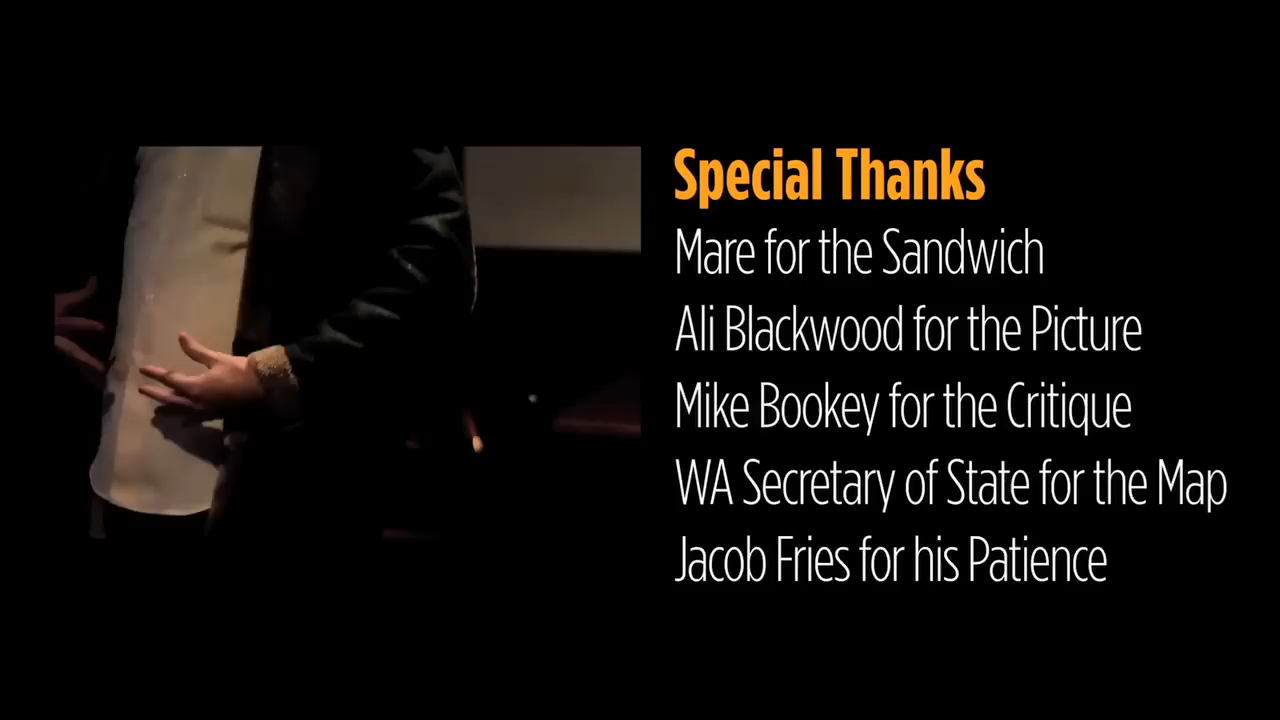 Special Thanks
Mare for the Sandwich
Ali Blackwood for the Picture
Mike Bookey for the Critique
WA Secretary of State for the Map
Jacob Fries for his Patience